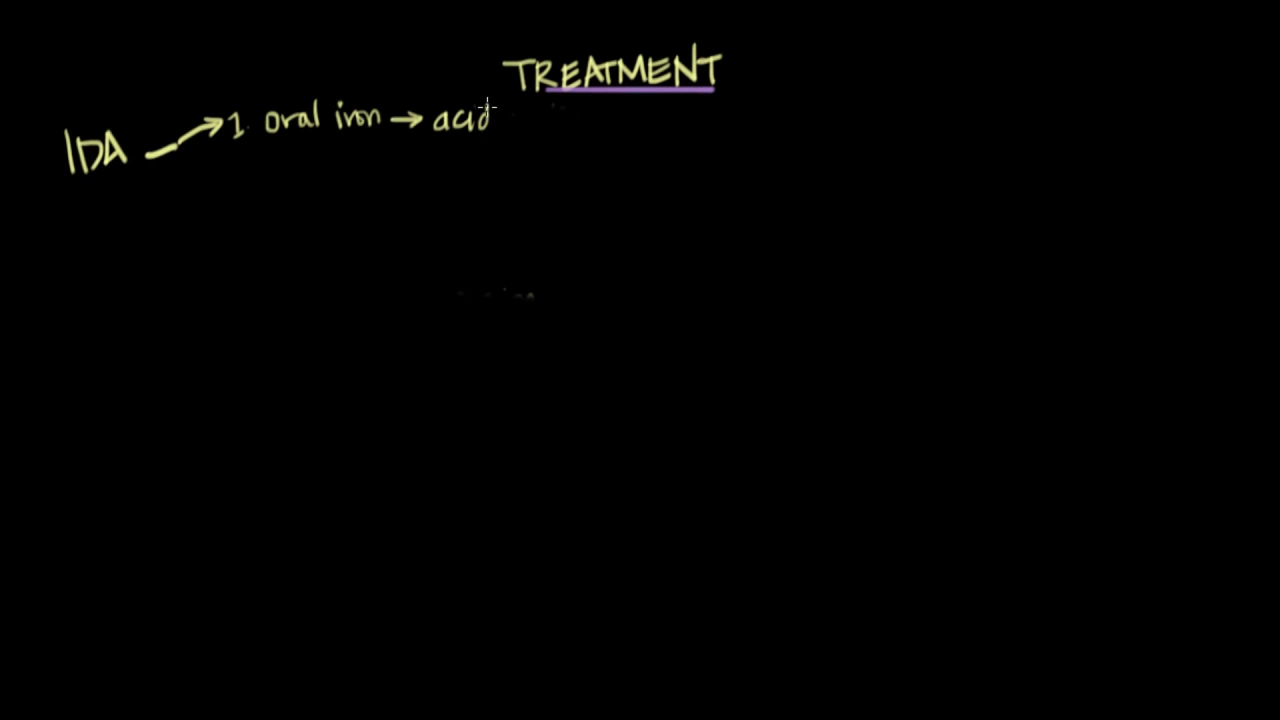 TREATMENT
IDA → 1. oral iron → acid